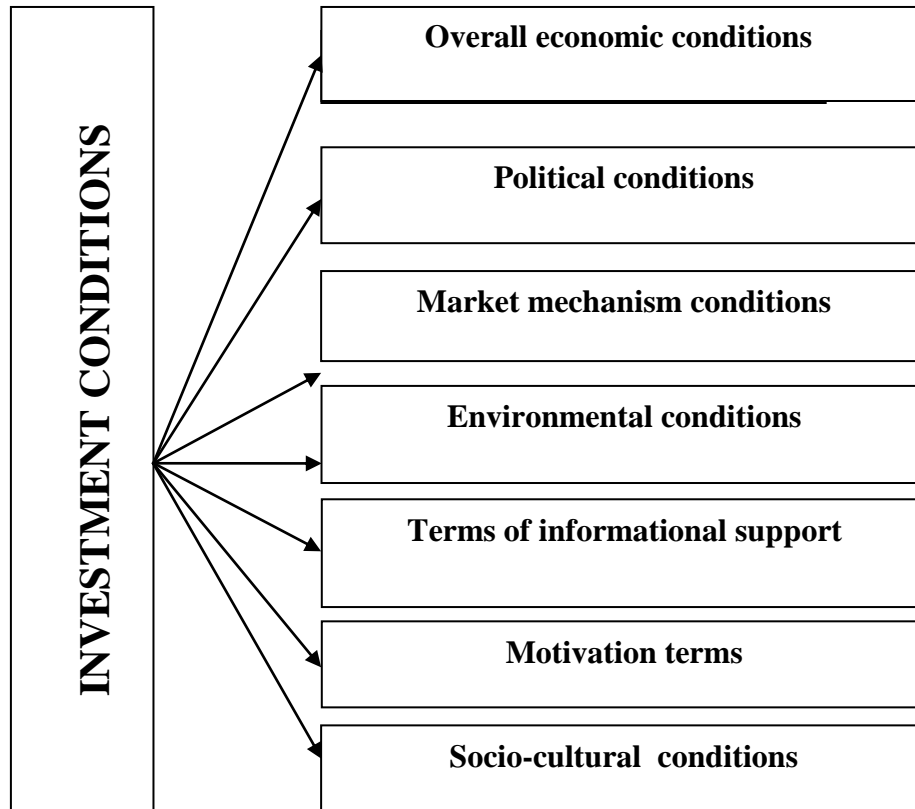 INVESTMENT CONDITIONS
Overall economic conditions
Political conditions
Market mechanism conditions
Environmental conditions
Terms of informational support
Motivation terms
Socio-cultural conditions